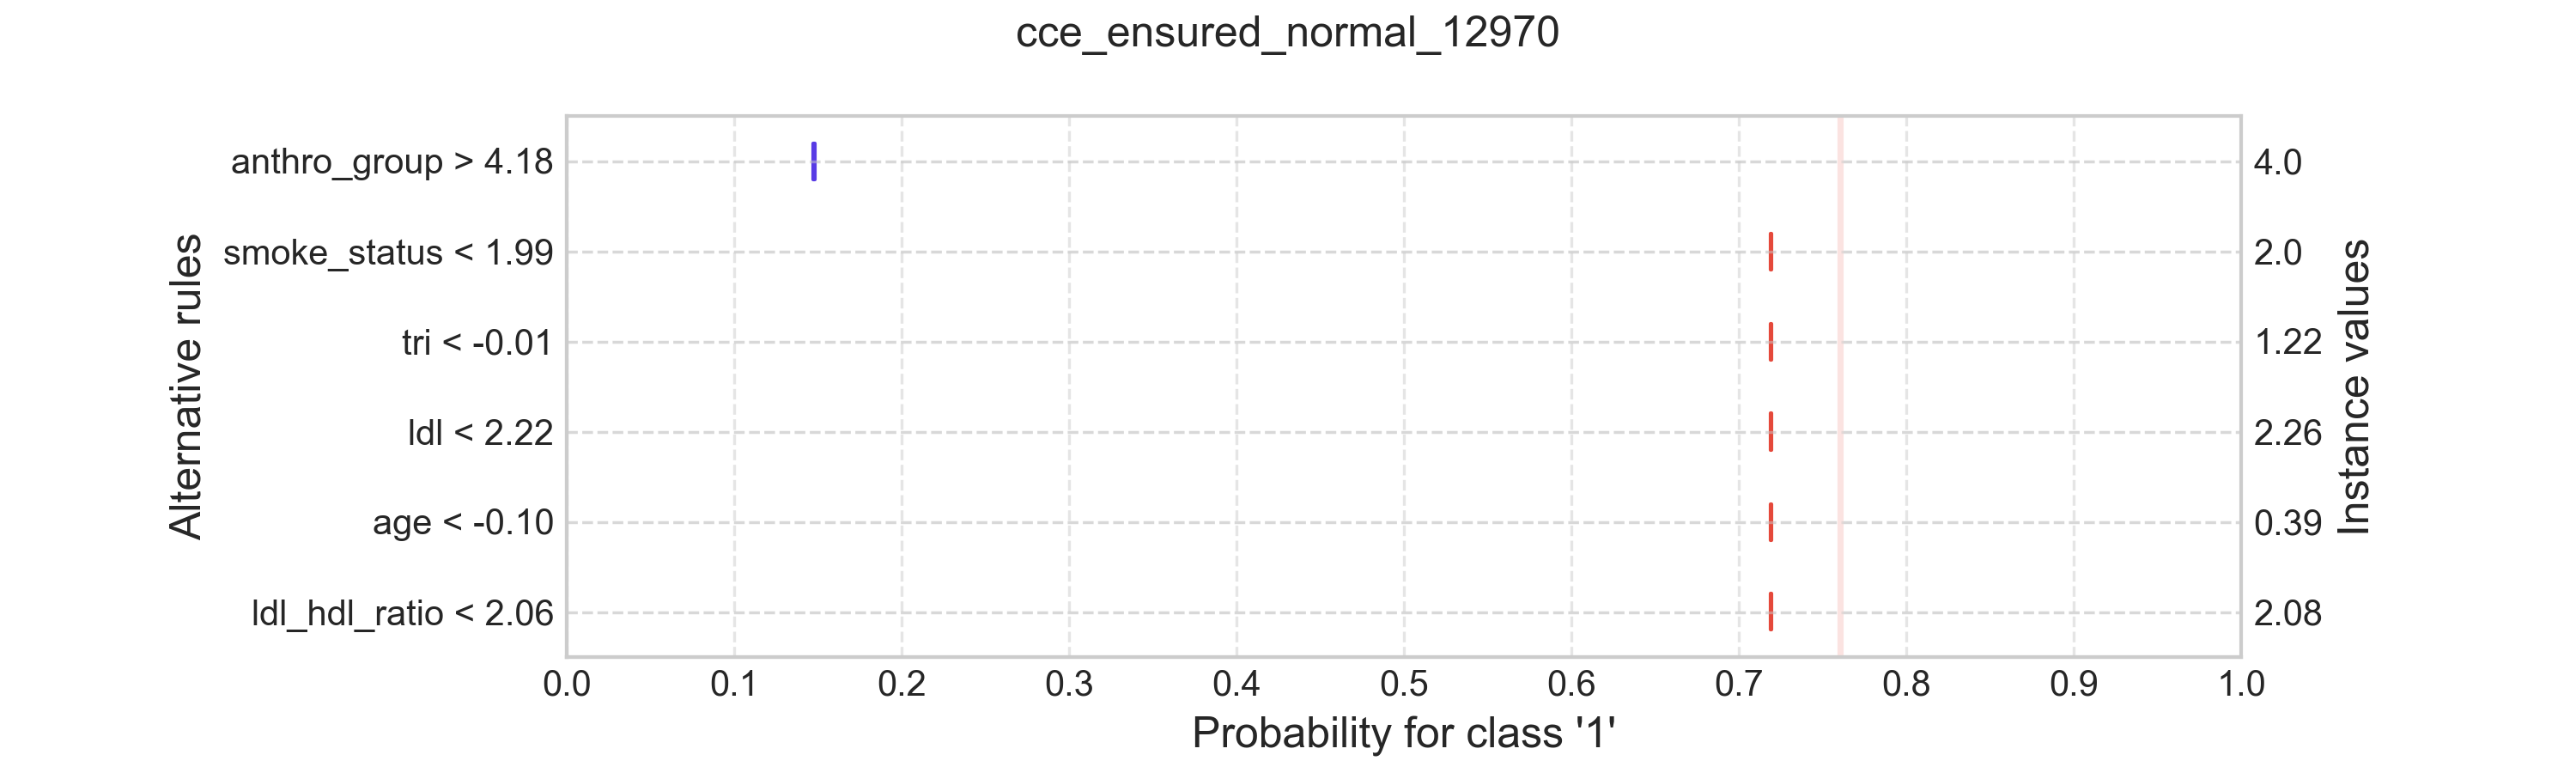 cce_ensured_normal_12970
Alternative rules
anthro_group > 4.18
smoke_status < 1.99
tri < -0.01
ldl < 2.22
age < -0.10
ldl_hdl_ratio < 2.06
4.0
2.0
1.22
2.26
0.39
2.08
Instance values
0.0 0.1 0.2 0.3 0.4 0.5 0.6 0.7 0.8 0.9 1.0
Probability for class '1'